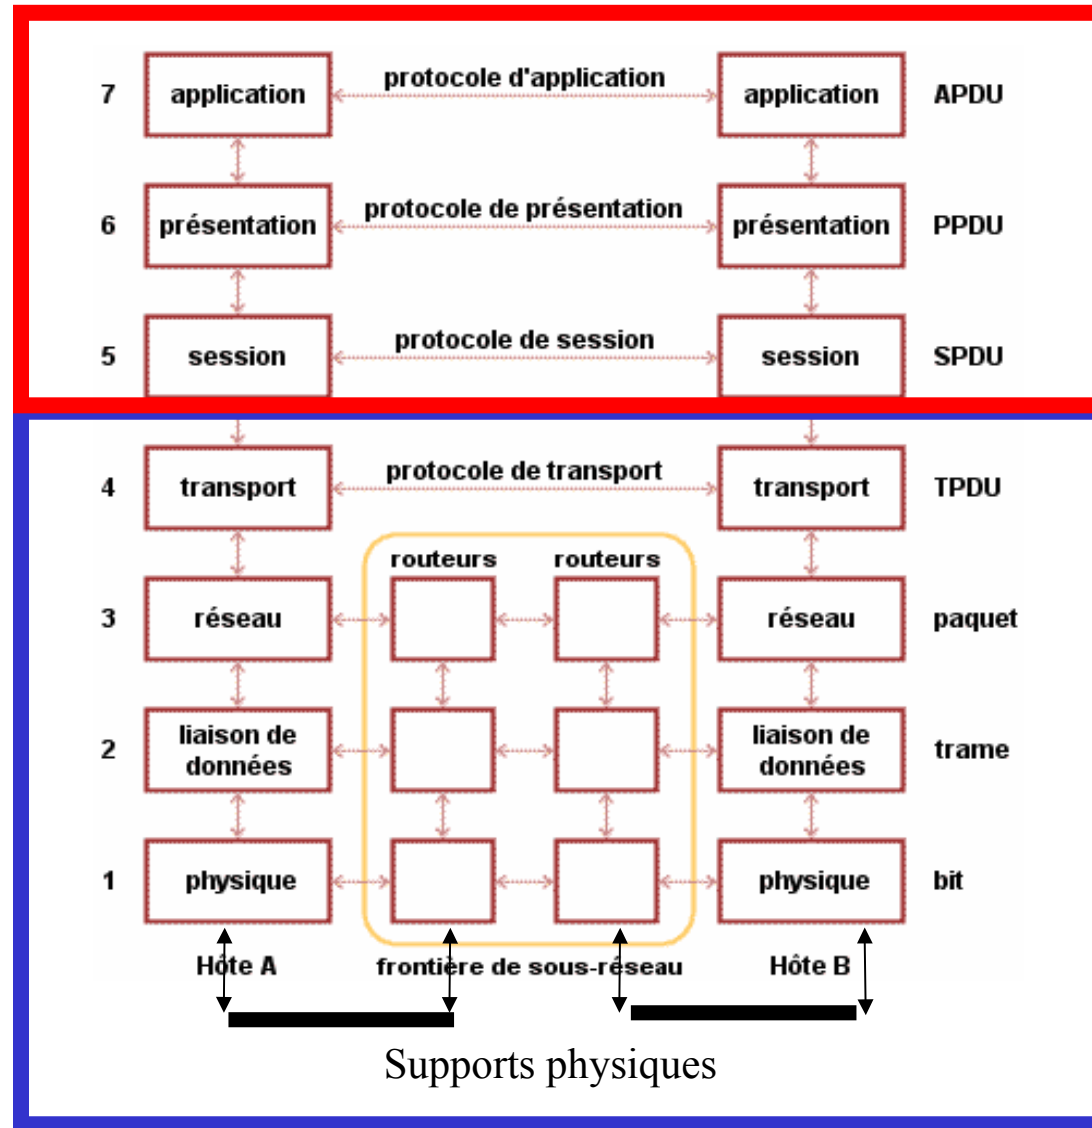 7 application protocole d'application application APDU
6 présentation protocole de présentation présentation PPDU
5 session protocole de session session SPDU
4 transport protocole de transport transport TPDU
routeurs routeurs
3 réseau réseau paquet
2 liaison de données liaison de données trame
1 physique physique bit
Hôte A frontière de sous-réseau Hôte B
Supports physiques